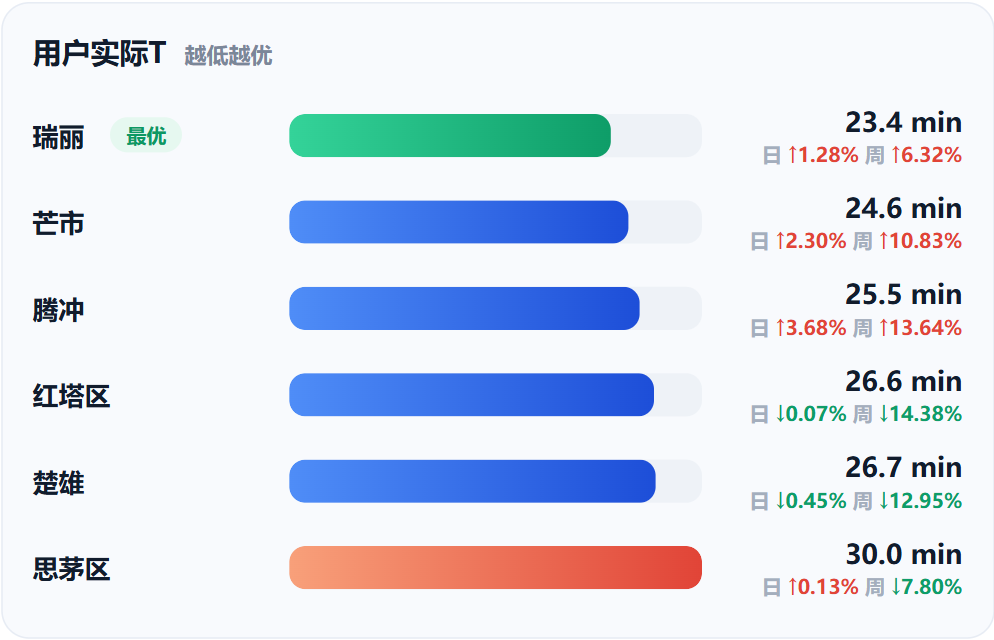 用户实际T 越低越优
瑞丽 最优 23.4 min
日 ↑1.28% 周 ↑6.32%
芒市 24.6 min
日 ↑2.30% 周 ↑10.83%
腾冲 25.5 min
日 ↑3.68% 周 ↑13.64%
红塔区 26.6 min
日 ↓0.07% 周 ↓14.38%
楚雄 26.7 min
日 ↓0.45% 周 ↓12.95%
思茅区 30.0 min
日 ↑0.13% 周 ↓7.80%